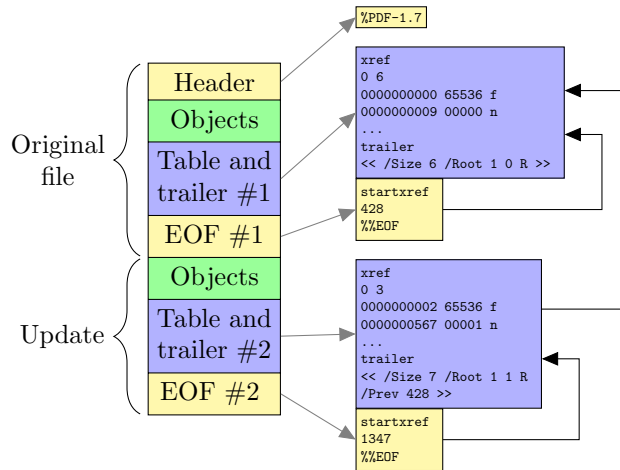 %PDF-1.7
Header
Objects
Original
file
Table and
trailer #1
EOF #1
xref
0 6
0000000000 65536 f
0000000009 00000 n
...
trailer
<< /Size 6 /Root 1 0 R >>
startxref
428
%%EOF
Objects
Update
Table and
trailer #2
EOF #2
xref
0 3
0000000002 65536 f
0000000567 00001 n
...
trailer
<< /Size 7 /Root 1 1 R
/Prev 428 >>
startxref
1347
%%EOF